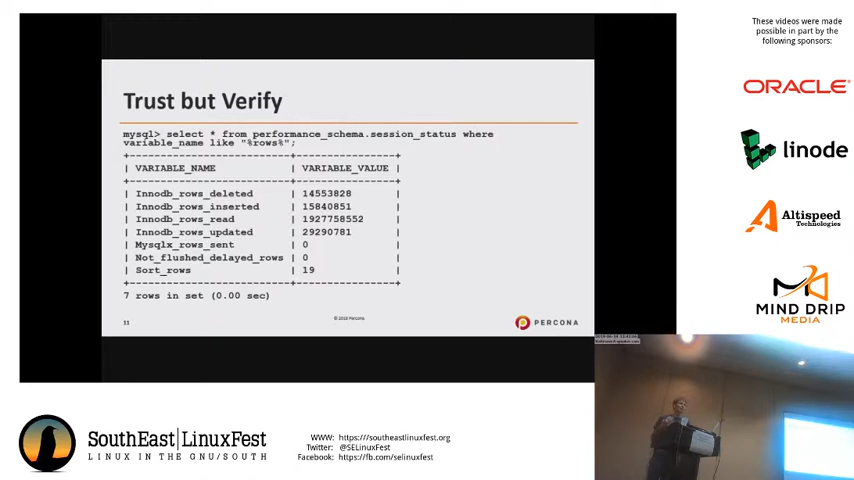 These videos were made
possible in part by the
following sponsors:
ORACLE
linode
Altispeed
Technologies
MIND DRIP
MEDIA
Trust but Verify
mysql> select * from performance_schema.session_status where
variable_name like "%rows%";
+------------------------+---------------+
| VARIABLE_NAME | VARIABLE_VALUE |
+------------------------+---------------+
| Innodb_rows_deleted | 14553828 |
| Innodb_rows_inserted | 15840851 |
| Innodb_rows_read | 1927758552 |
| Innodb_rows_updated | 29290781 |
| Mysqlx_rows_sent | 0 |
| Not_flushed_delayed_rows | 0 |
| Sort_rows | 19 |
+------------------------+---------------+
7 rows in set (0.00 sec)
11
PERCONA
SouthEast|LinuxFest
LINUX IN THE GNU/SOUTH
WWW: https:///southeastlinuxfest.org
Twitter: @SELinuxFest
Facebook: https://fb.com/selinuxfest